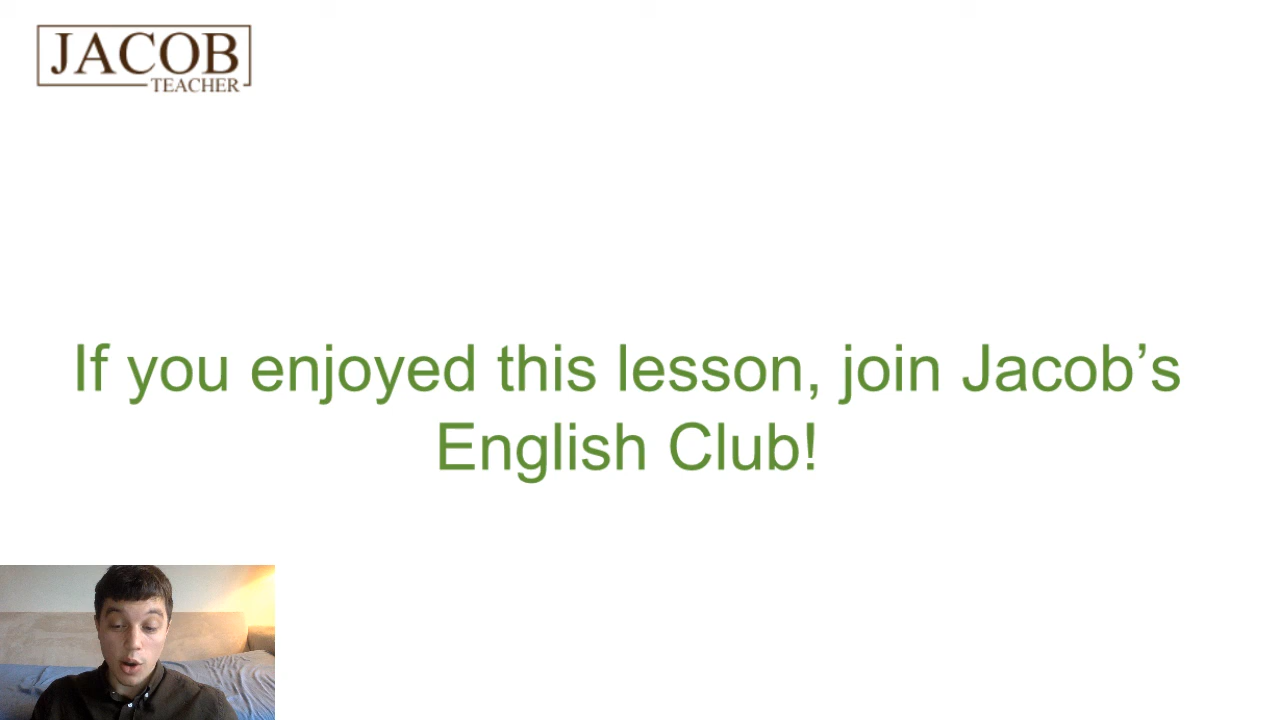 JACOB
TEACHER
If you enjoyed this lesson, join Jacob’s
English Club!